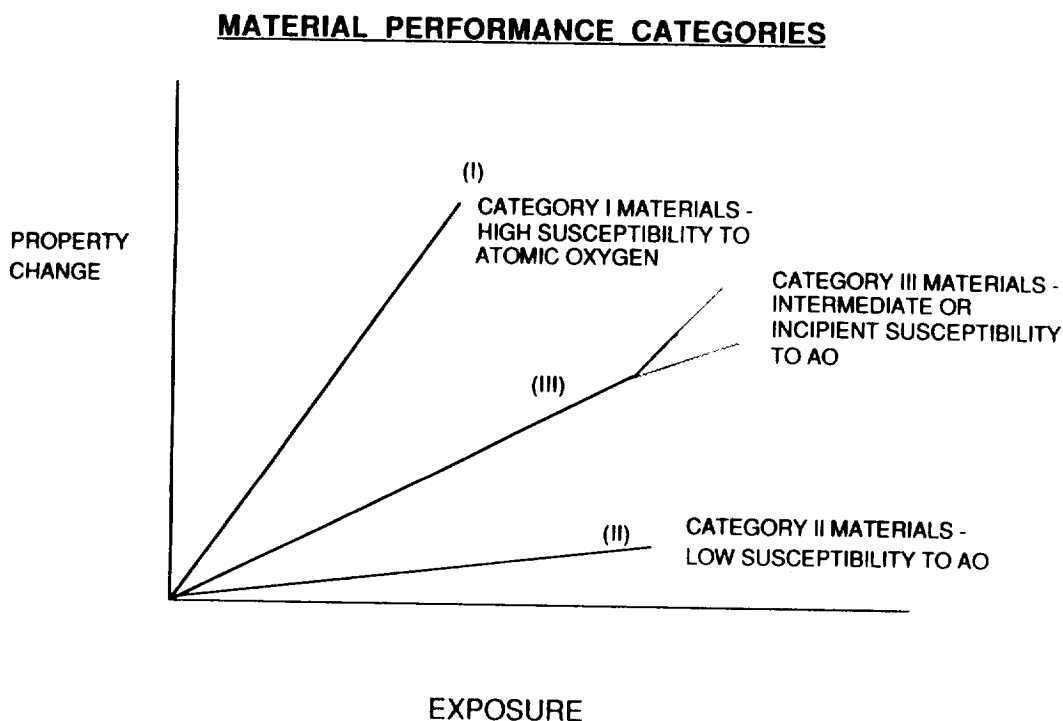 MATERIAL PERFORMANCE CATEGORIES
(I)
CATEGORY I MATERIALS -
HIGH SUSCEPTIBILITY TO
ATOMIC OXYGEN
PROPERTY
CHANGE
CATEGORY III MATERIALS -
INTERMEDIATE OR
INCIPIENT SUSCEPTIBILITY
TO AO
(III)
(II)
CATEGORY II MATERIALS -
LOW SUSCEPTIBILITY TO AO
EXPOSURE